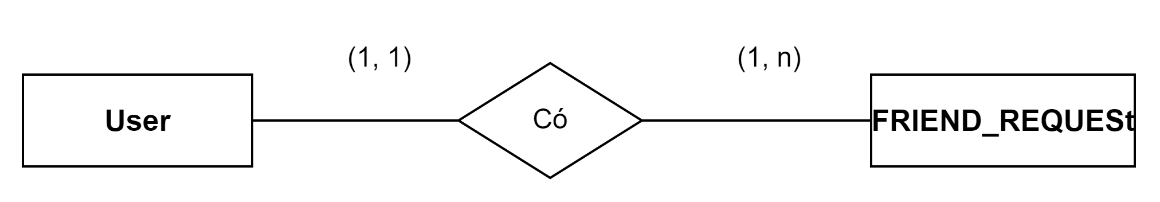 (1, 1)
(1, n)
User
Có
FRIEND_REQUESt